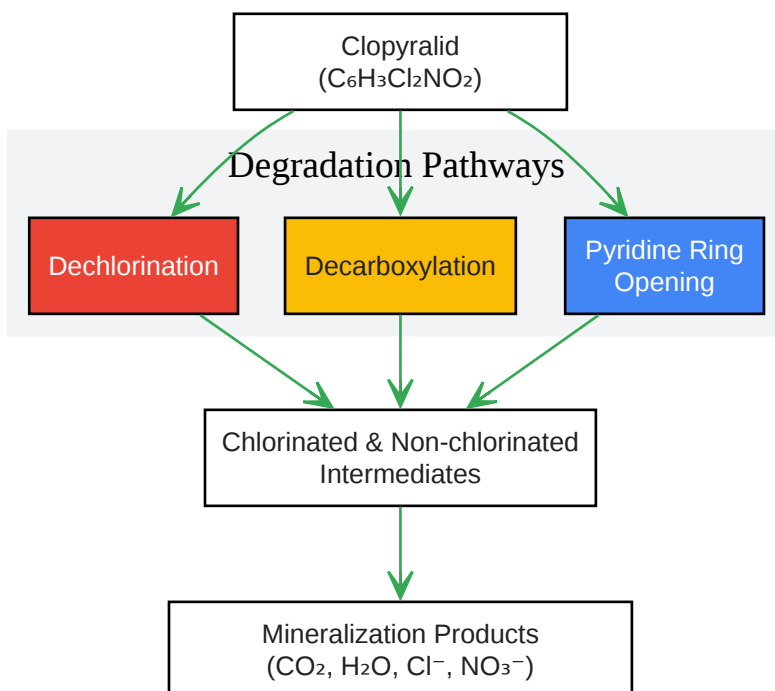 Clopyralid
(C₆H₃Cl₂NO₂)
Degradation Pathways
Dechlorination
Decarboxylation
Pyridine Ring
Opening
Chlorinated & Non-chlorinated
Intermediates
Mineralization Products
(CO₂, H₂O, Cl⁻, NO₃⁻)